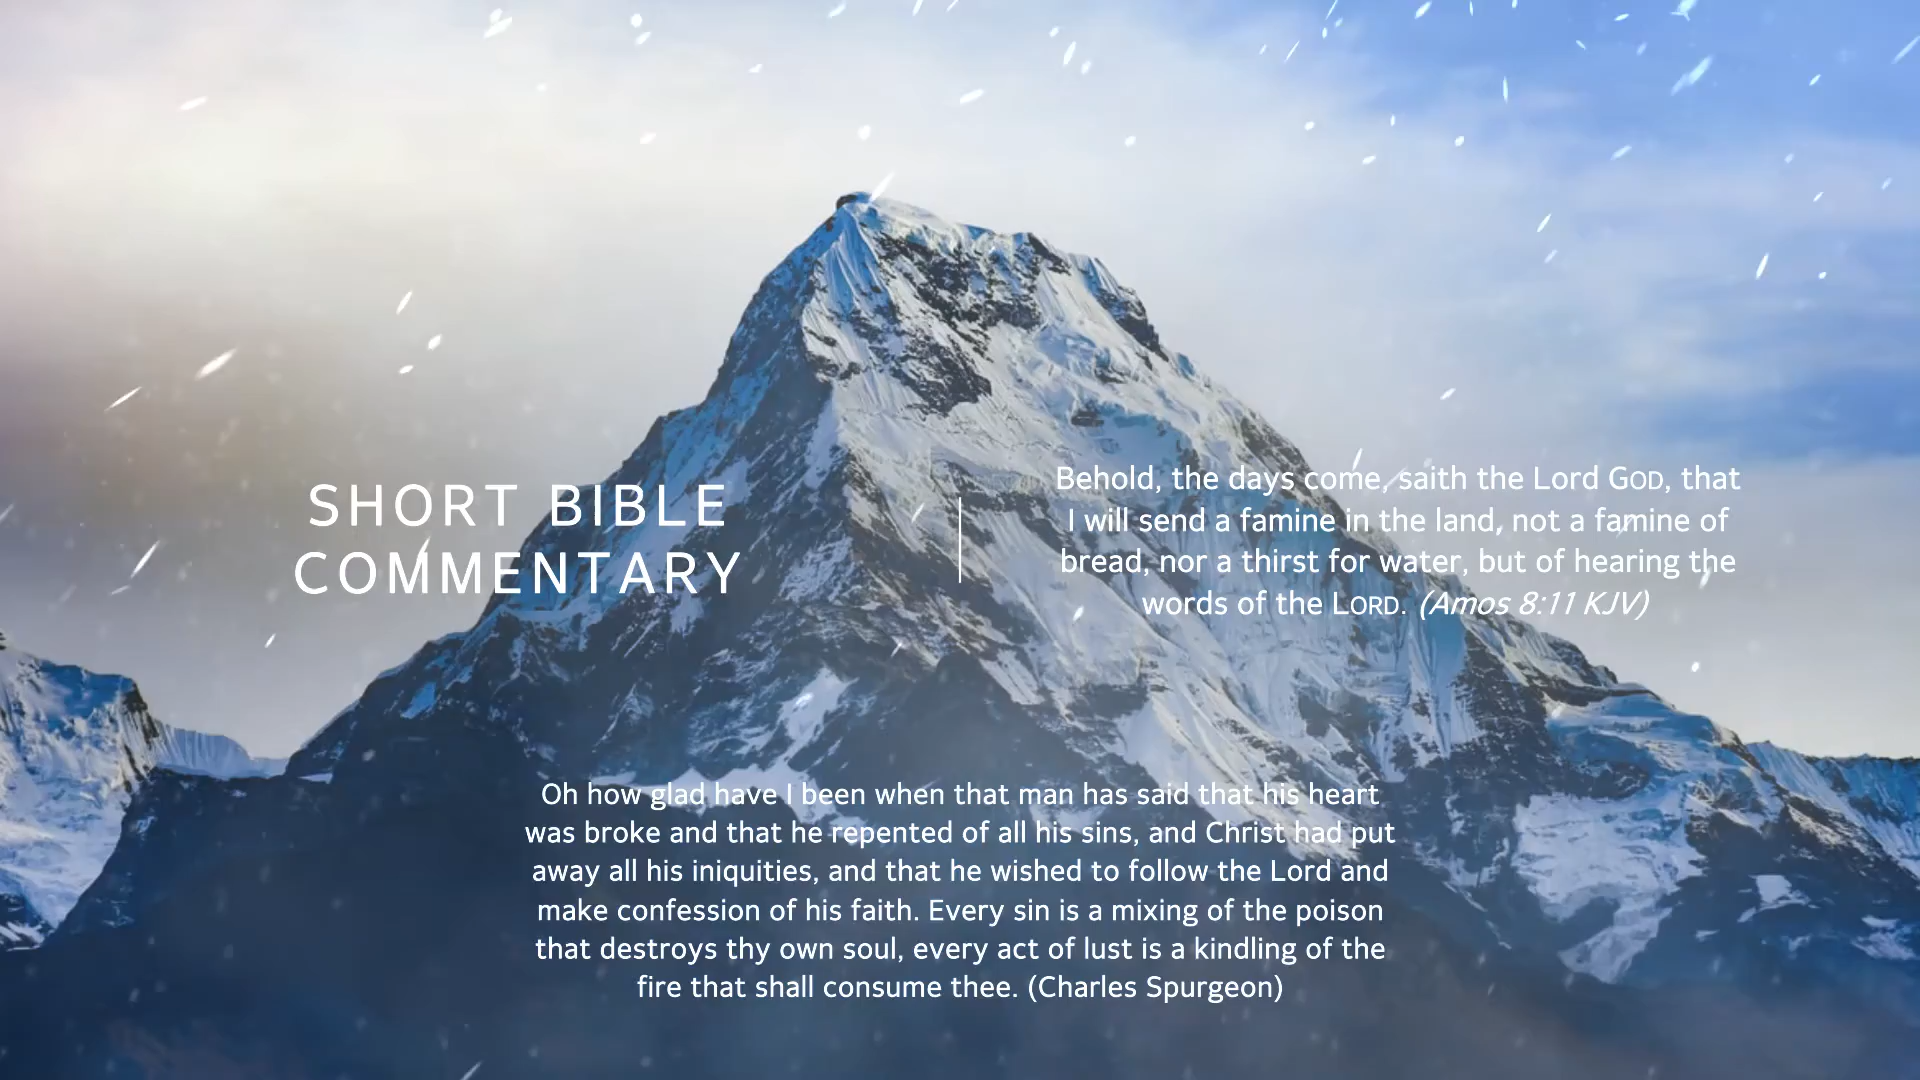 SHORT BIBLE
COMMENTARY
Behold, the days come, saith the Lord GOD, that
I will send a famine in the land, not a famine of
bread, nor a thirst for water, but of hearing the
words of the LORD. (Amos 8:11 KJV)
Oh how glad have I been when that man has said that his heart
was broke and that he repented of all his sins, and Christ had put
away all his iniquities, and that he wished to follow the Lord and
make confession of his faith. Every sin is a mixing of the poison
that destroys thy own soul, every act of lust is a kindling of the
fire that shall consume thee. (Charles Spurgeon)